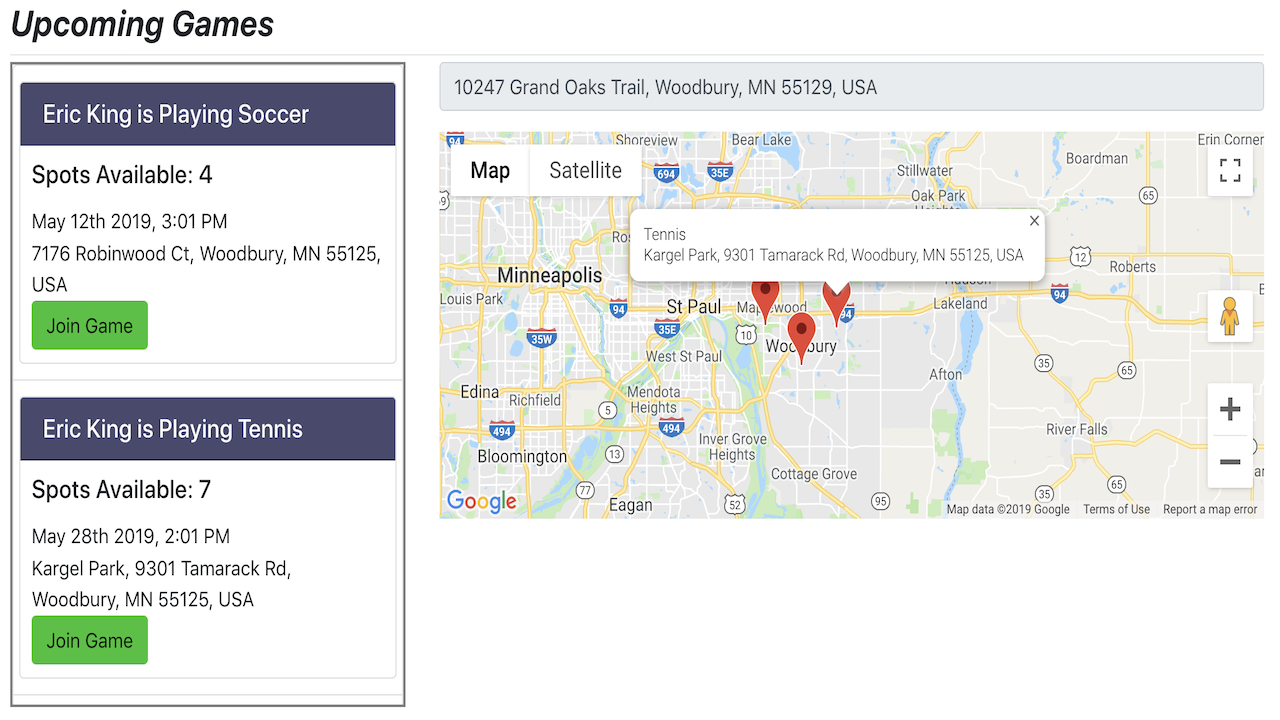 Upcoming Games
Eric King is Playing Soccer
Spots Available: 4
May 12th 2019, 3:01 PM
7176 Robinwood Ct, Woodbury, MN 55125,
USA
Join Game
Eric King is Playing Tennis
Spots Available: 7
May 28th 2019, 2:01 PM
Kargel Park, 9301 Tamarack Rd,
Woodbury, MN 55125, USA
Join Game
10247 Grand Oaks Trail, Woodbury, MN 55129, USA
94
Shoreview
Bear Lake
Erin Corner
Map
Satellite
694
35E
Stillwater
Boardman
Oak Park
Heights
65
Tennis
Kargel Park, 9301 Tamarack Rd, Woodbury, MN 55125, USA
12
Roberts
Minneapolis
Hudson
Louis Park
94
St Paul
Maplewood
94
Lakeland
94
35W
35E
10
Woodbury
West St Paul
35
65
Afton
Edina
Richfield
Mendota
Heights
5
494
494
River Falls
Inver Grove
Heights
Bloomington
13
Cottage Grove
77
Eagan
52
95
35
65
Google
Map data ©2019 Google
Terms of Use
Report a map error